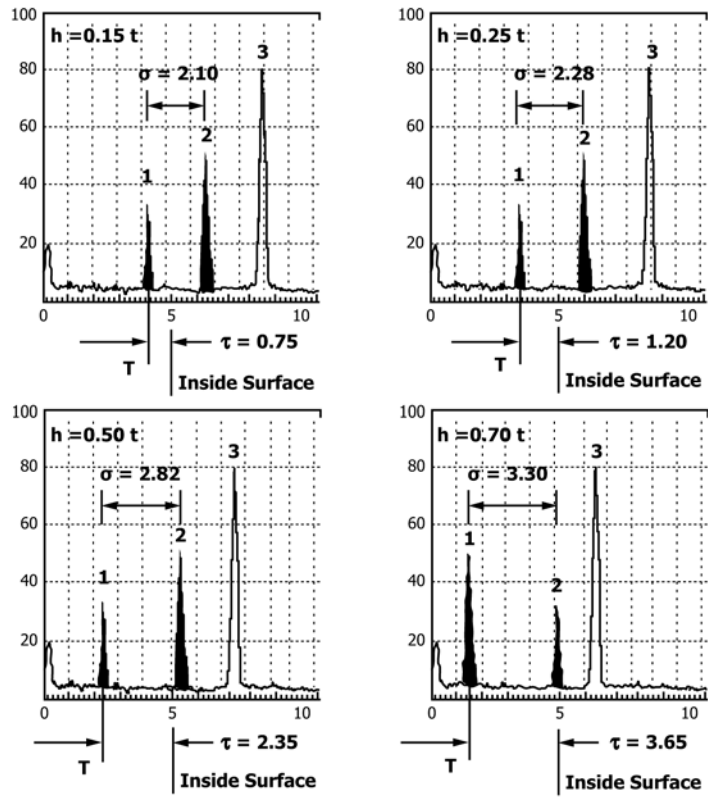 100
h =0.15 t
3
σ = 2.10
80
2
60
1
40
20
0
5
10
T
τ = 0.75
Inside Surface
100
h =0.25 t
3
σ = 2.28
80
2
60
1
40
20
0
5
10
T
τ = 1.20
Inside Surface
100
h =0.50 t
3
80
σ = 2.82
60
2
1
40
20
0
5
10
T
τ = 2.35
Inside Surface
100
h =0.70 t
3
80
σ = 3.30
60
1
2
40
20
0
5
10
T
τ = 3.65
Inside Surface